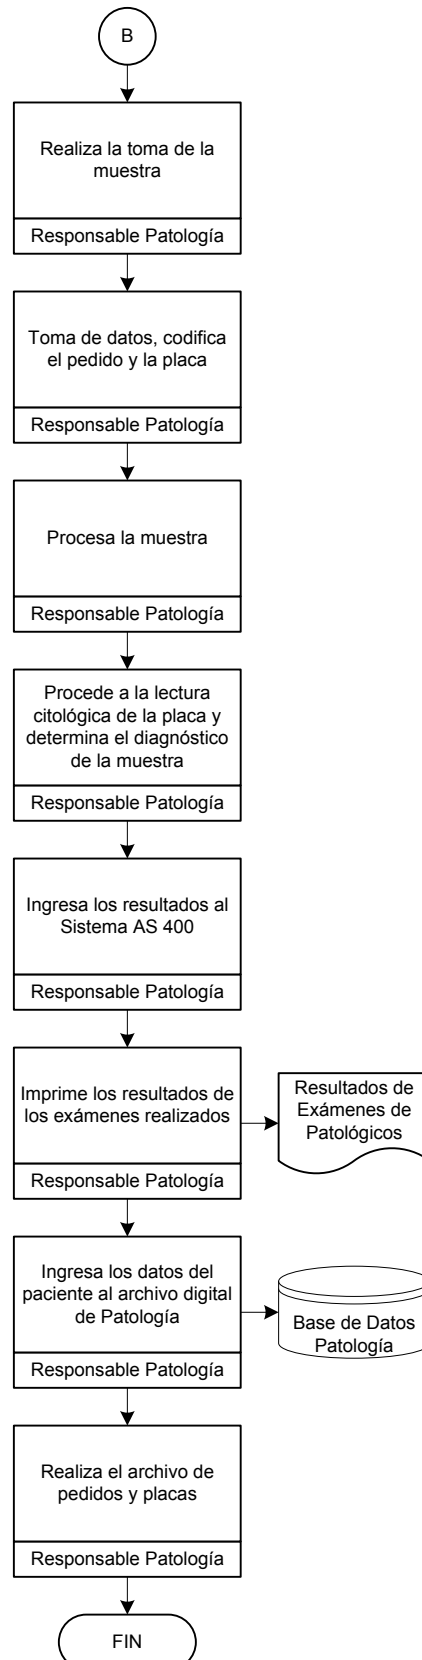 B
Realiza la toma de la
muestra
Responsable Patología
Toma de datos, codifica
el pedido y la placa
Responsable Patología
Procesa la muestra
Responsable Patología
Procede a la lectura
citológica de la placa y
determina el diagnóstico
de la muestra
Responsable Patología
Ingresa los resultados al
Sistema AS 400
Responsable Patología
Imprime los resultados de
los exámenes realizados
Responsable Patología
Resultados de
Exámenes de
Patológicos
Ingresa los datos del
paciente al archivo digital
de Patología
Responsable Patología
Base de Datos
Patología
Realiza el archivo de
pedidos y placas
Responsable Patología
FIN